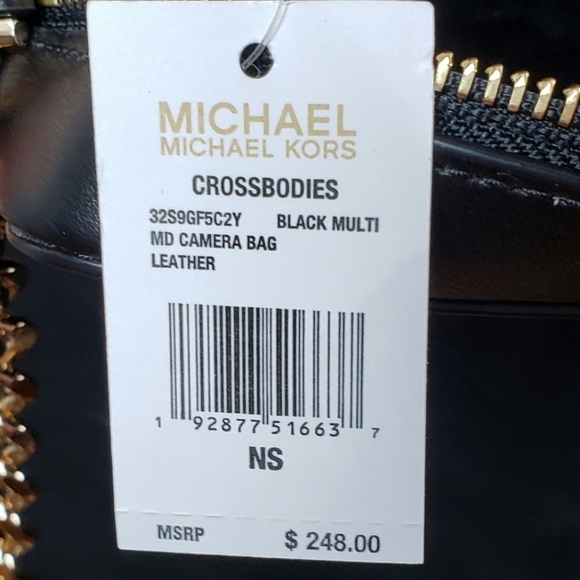 MICHAEL
MICHAEL KORS
CROSSBODIES
32S9GF5C2Y BLACK MULTI
MD CAMERA BAG
LEATHER
1 92877 51663 7
NS
MSRP $ 248.00